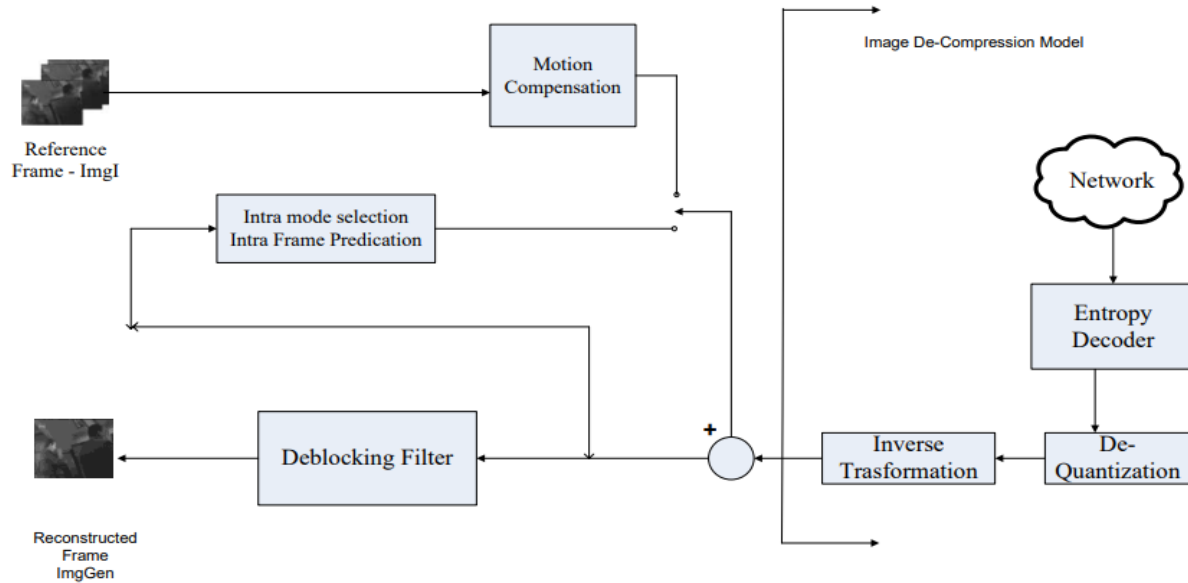 Image De-Compression Model
Motion
Compensation
Reference
Frame - ImgI
Network
Intra mode selection
Intra Frame Predication
Entropy
Decoder
+
Deblocking Filter
Inverse
Trasformation
De-
Quantization
Reconstructed
Frame
ImgGen